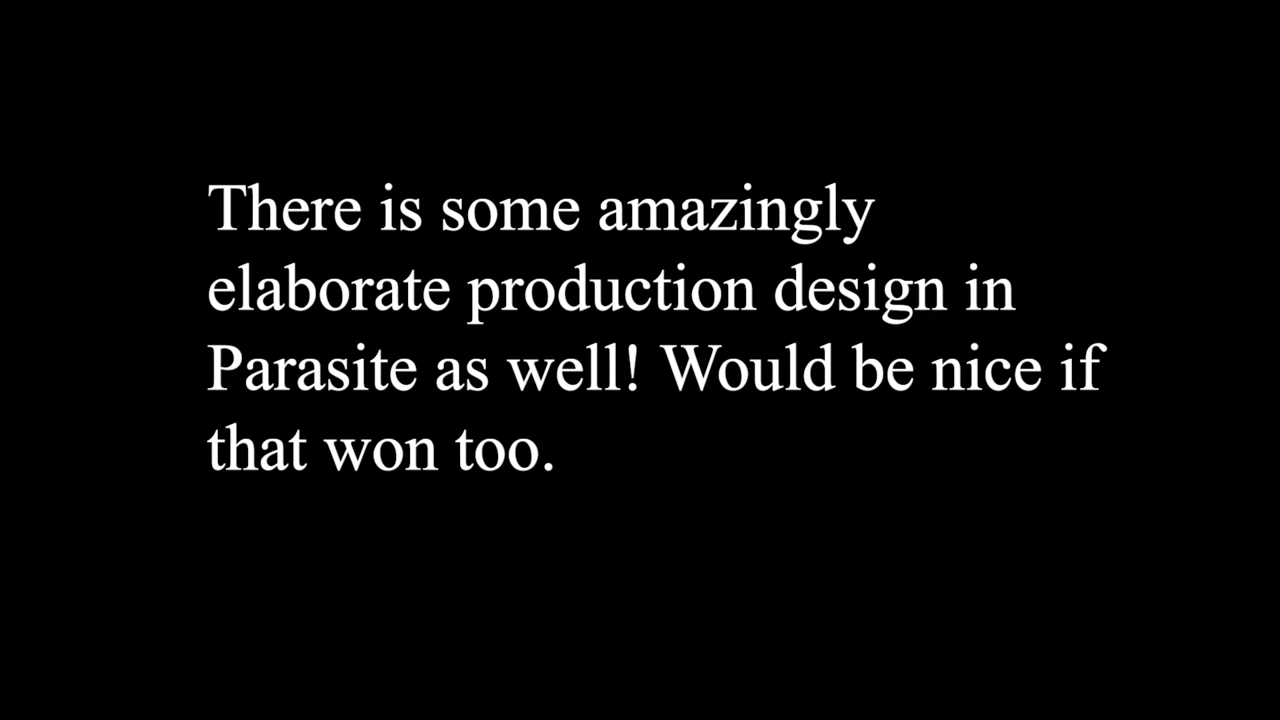 There is some amazingly
elaborate production design in
Parasite as well! Would be nice if
that won too.